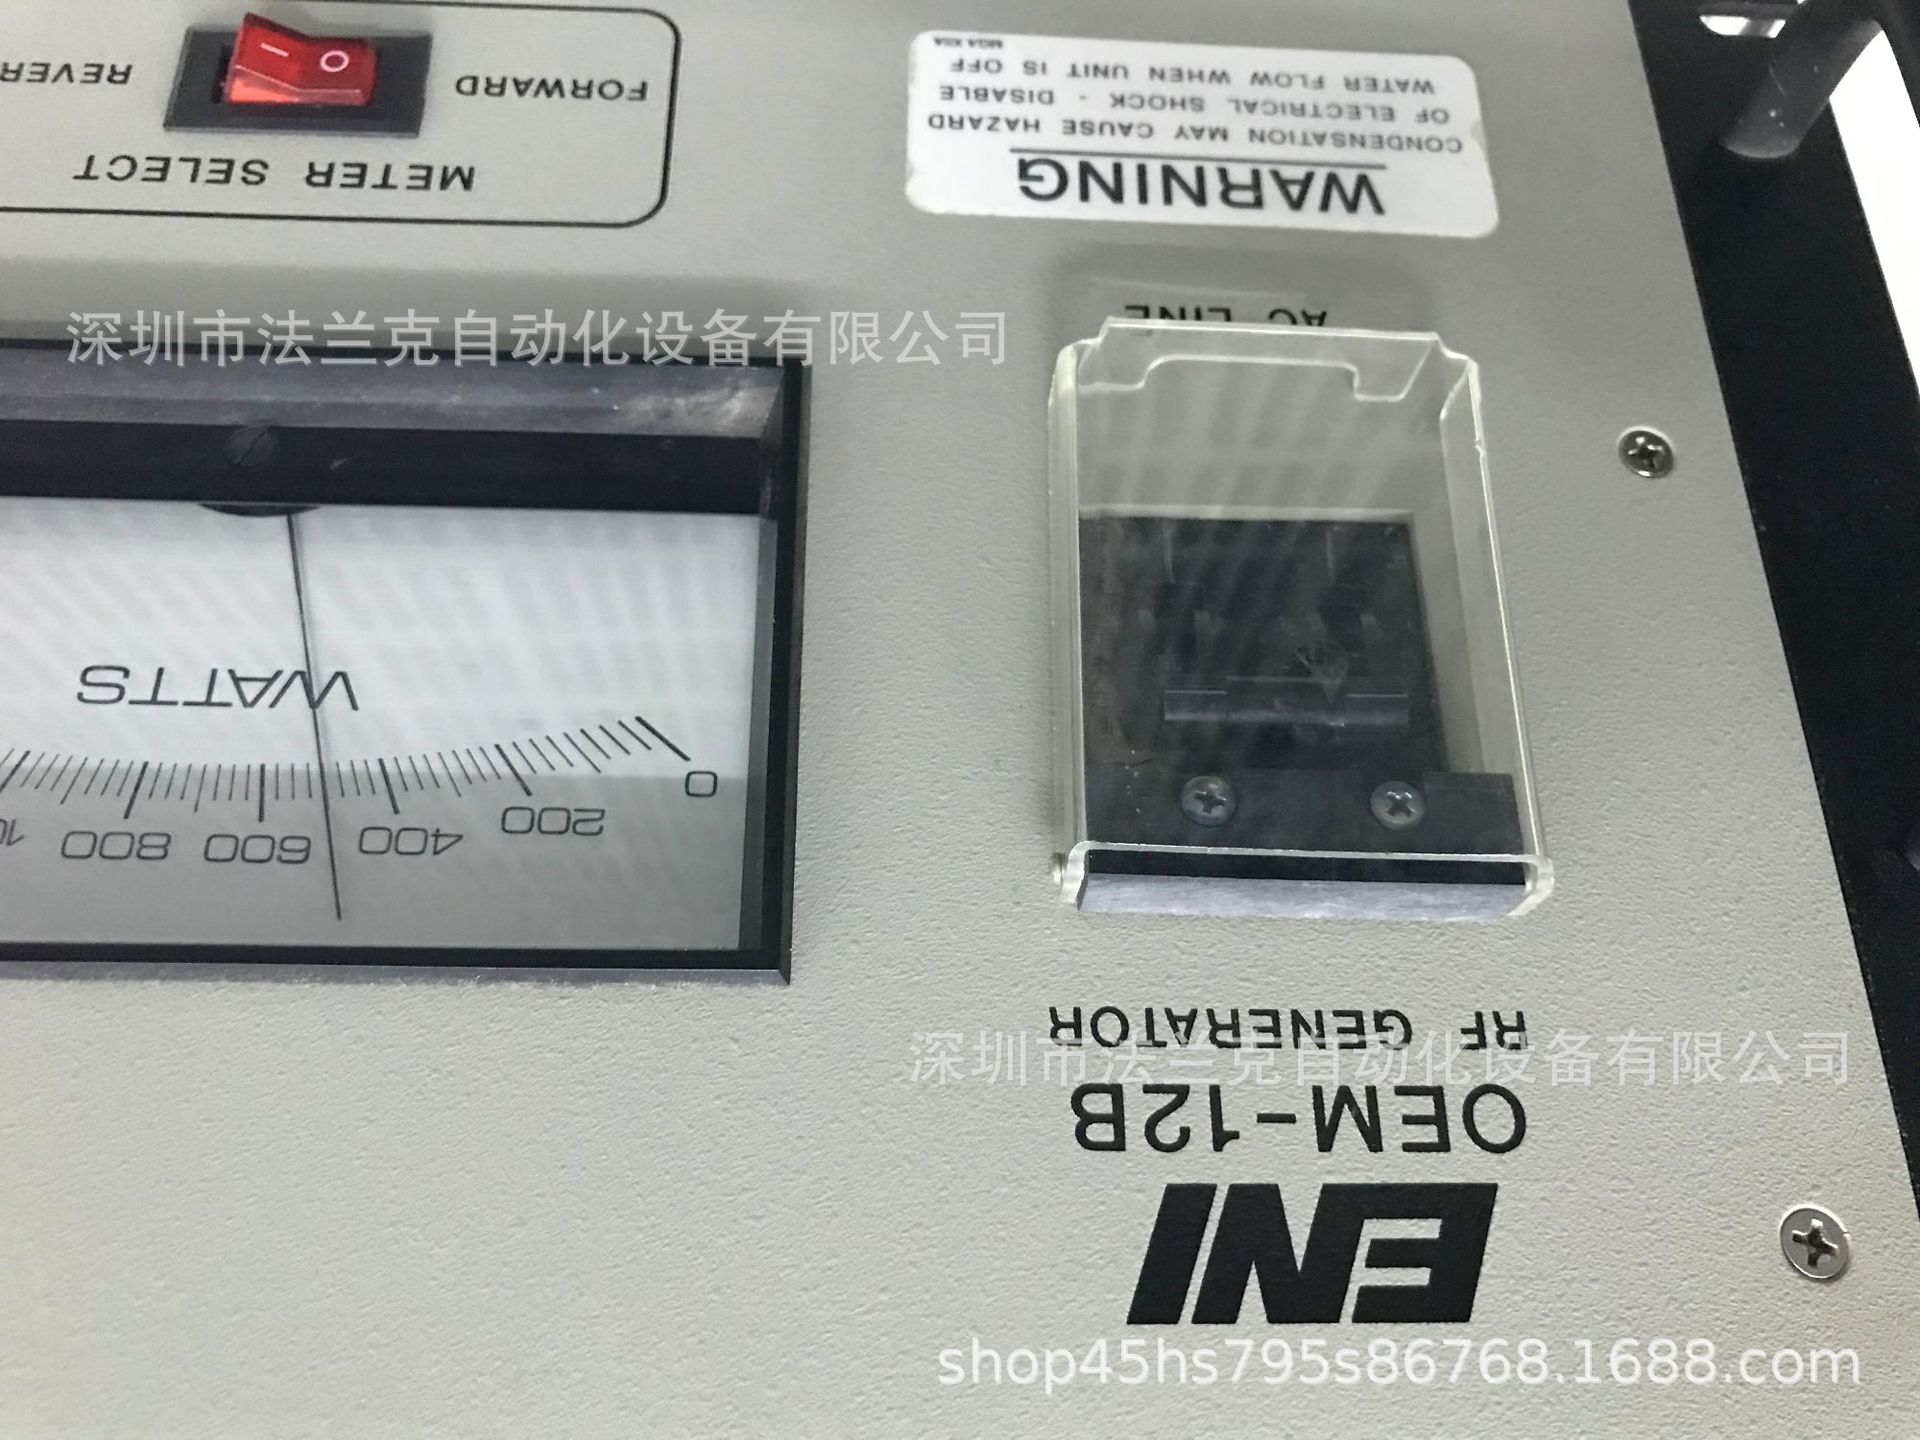 ENI
OEM-12B
RF GENERATOR
AC LINE
WARNING
CONDENSATION MAY CAUSE HAZARD
OF ELECTRICAL SHOCK - DISABLE
WATER FLOW WHEN UNIT IS OFF
0 200 400 600 800
WATTS
METER SELECT
FORWARD REVER
深圳市法兰克自动化设备有限公司
深圳市法兰克自动化设备有限公司
shop45hs795s86768.1688.com